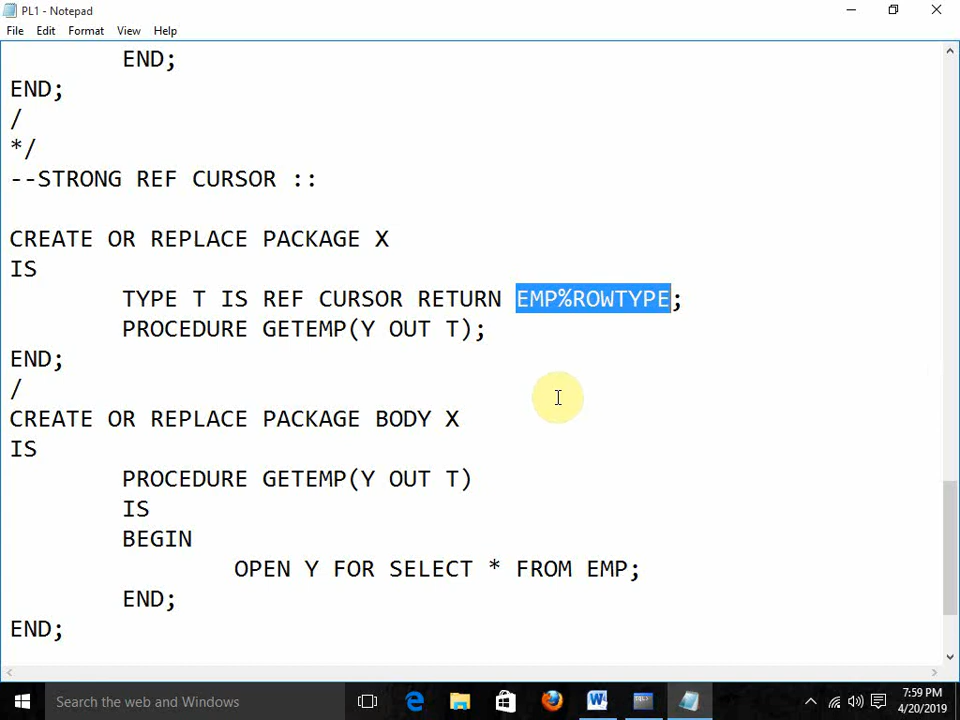 PL1 - Notepad
File Edit Format View Help
END;
END;
/
*/
--STRONG REF CURSOR ::
CREATE OR REPLACE PACKAGE X
IS
TYPE T IS REF CURSOR RETURN EMP%ROWTYPE;
PROCEDURE GETEMP(Y OUT T);
END;
/
CREATE OR REPLACE PACKAGE BODY X
IS
PROCEDURE GETEMP(Y OUT T)
IS
BEGIN
OPEN Y FOR SELECT * FROM EMP;
END;
END;
Search the web and Windows
7:59 PM
4/20/2019